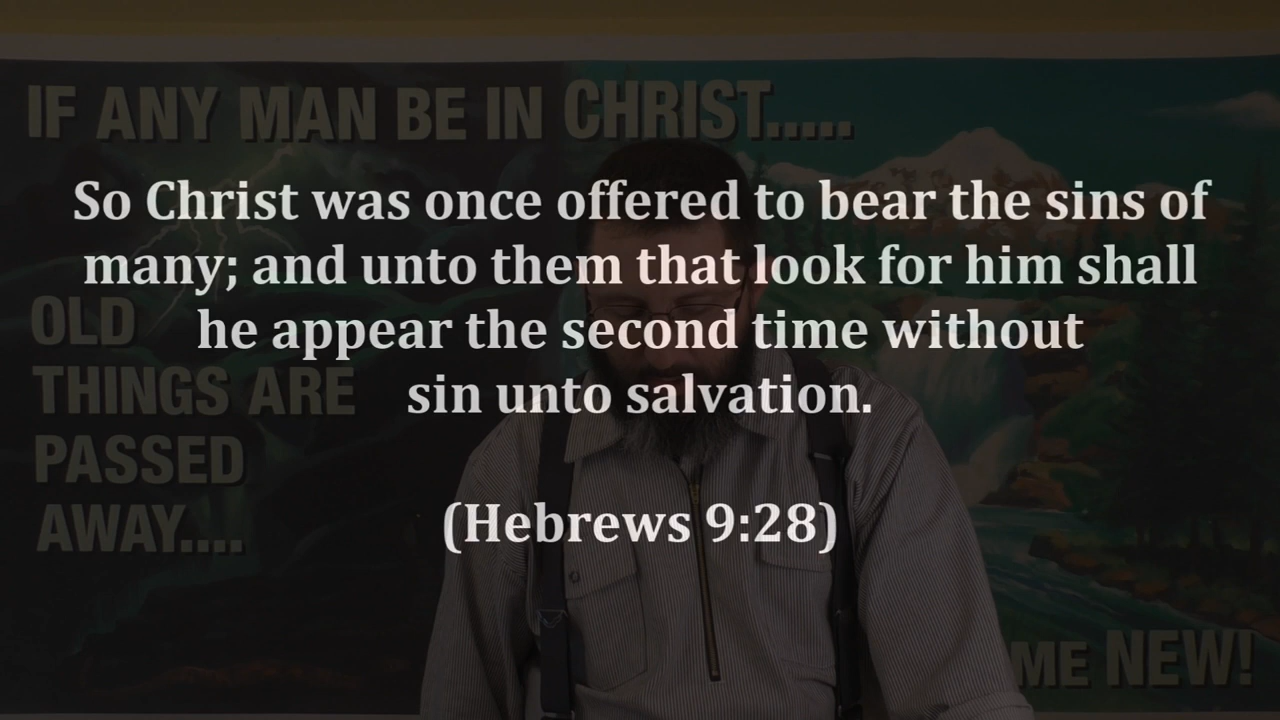 IF ANY MAN BE IN CHRIST.....
So Christ was once offered to bear the sins of
many; and unto them that look for him shall
he appear the second time without
sin unto salvation.
(Hebrews 9:28)
OLD
THINGS ARE
PASSED
AWAY....
ME NEW!